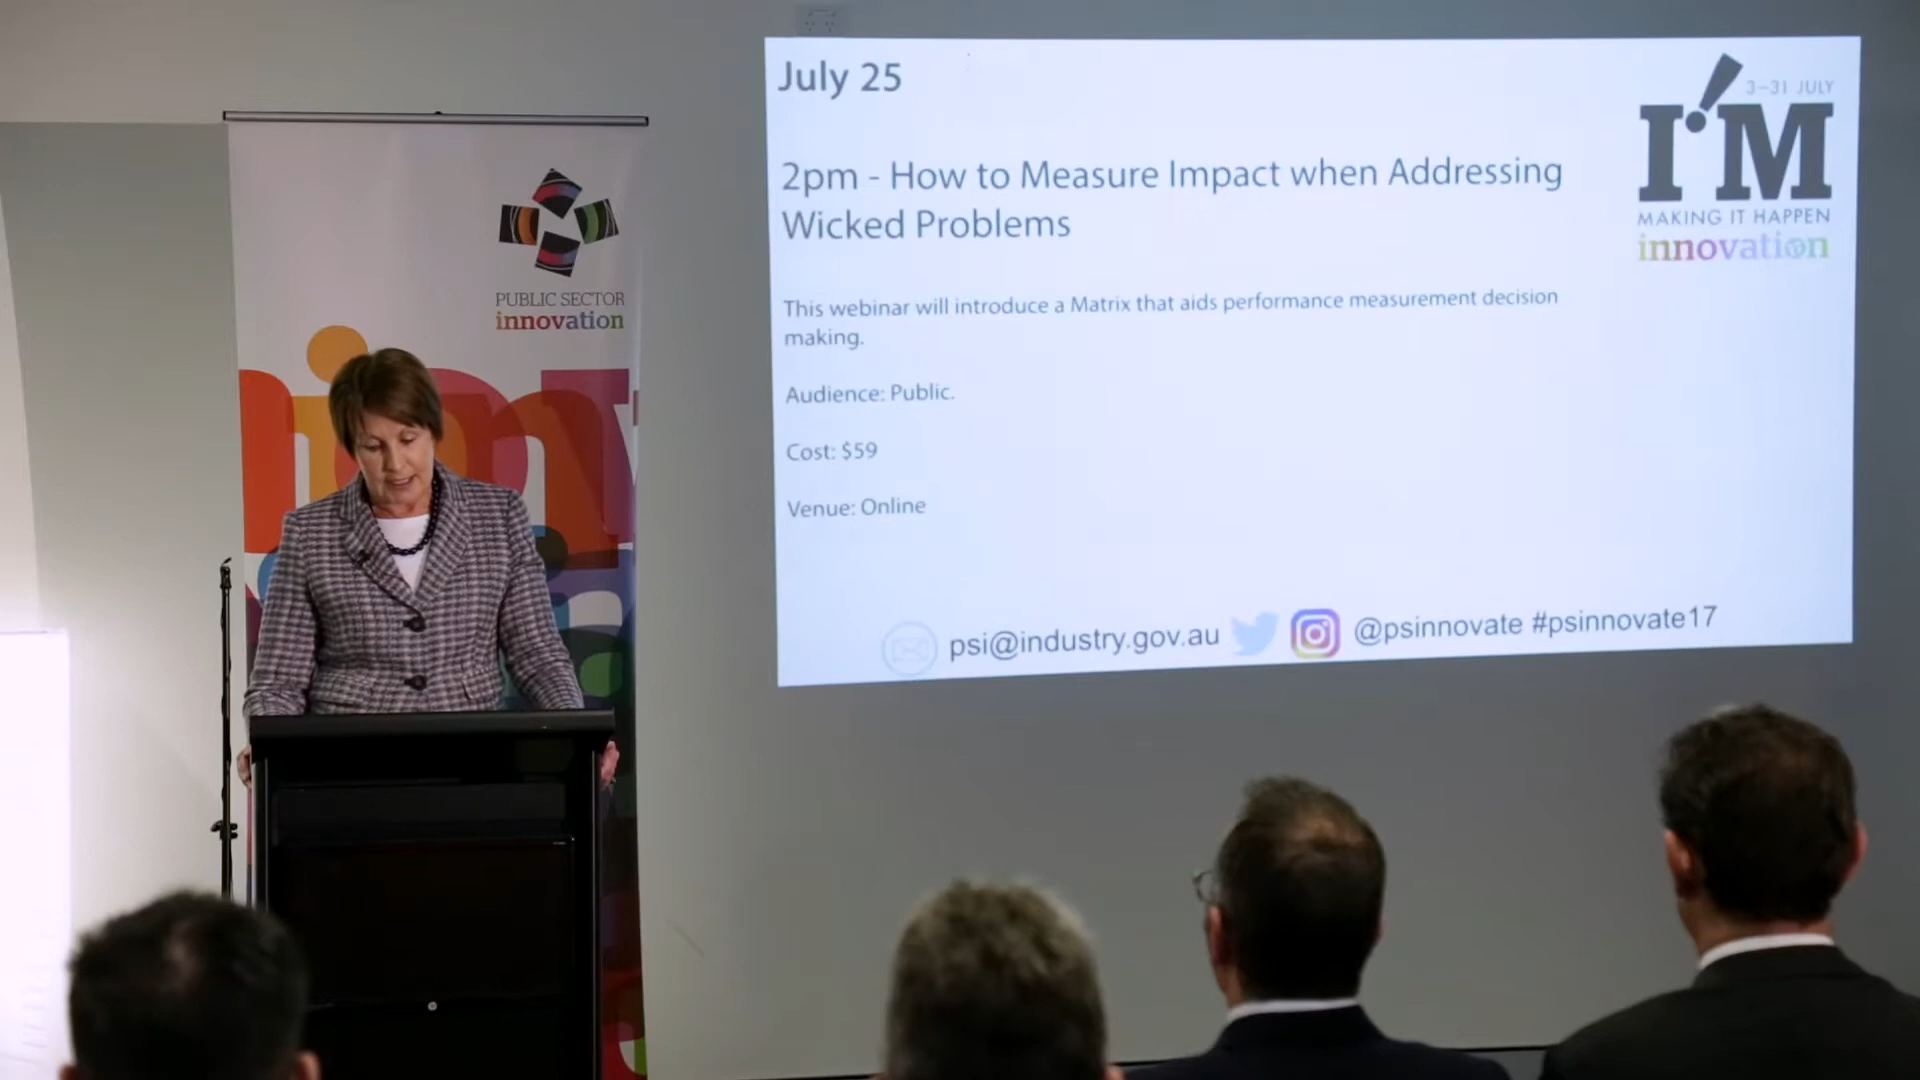 July 25
3–31 JULY
I'M
MAKING IT HAPPEN
innovation
2pm - How to Measure Impact when Addressing
Wicked Problems
This webinar will introduce a Matrix that aids performance measurement decision
making.
Audience: Public.
Cost: $59
Venue: Online
psi@industry.gov.au @psinnovate #psinnovate17
PUBLIC SECTOR
innovation